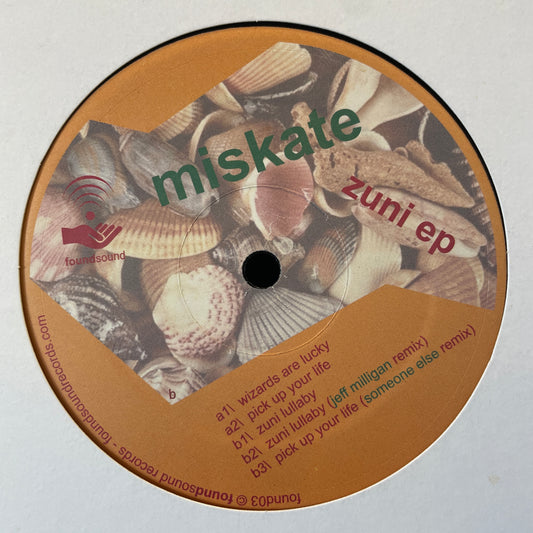 miskate
zuni ep
foundsound
b
a1\ wizards are lucky
a2\ pick up your life
b1\ zuni lullaby
b2\ zuni lullaby (jeff milligan remix)
b3\ pick up your life (someone else remix)
found03 © foundsound records - foundsoundrecords.com